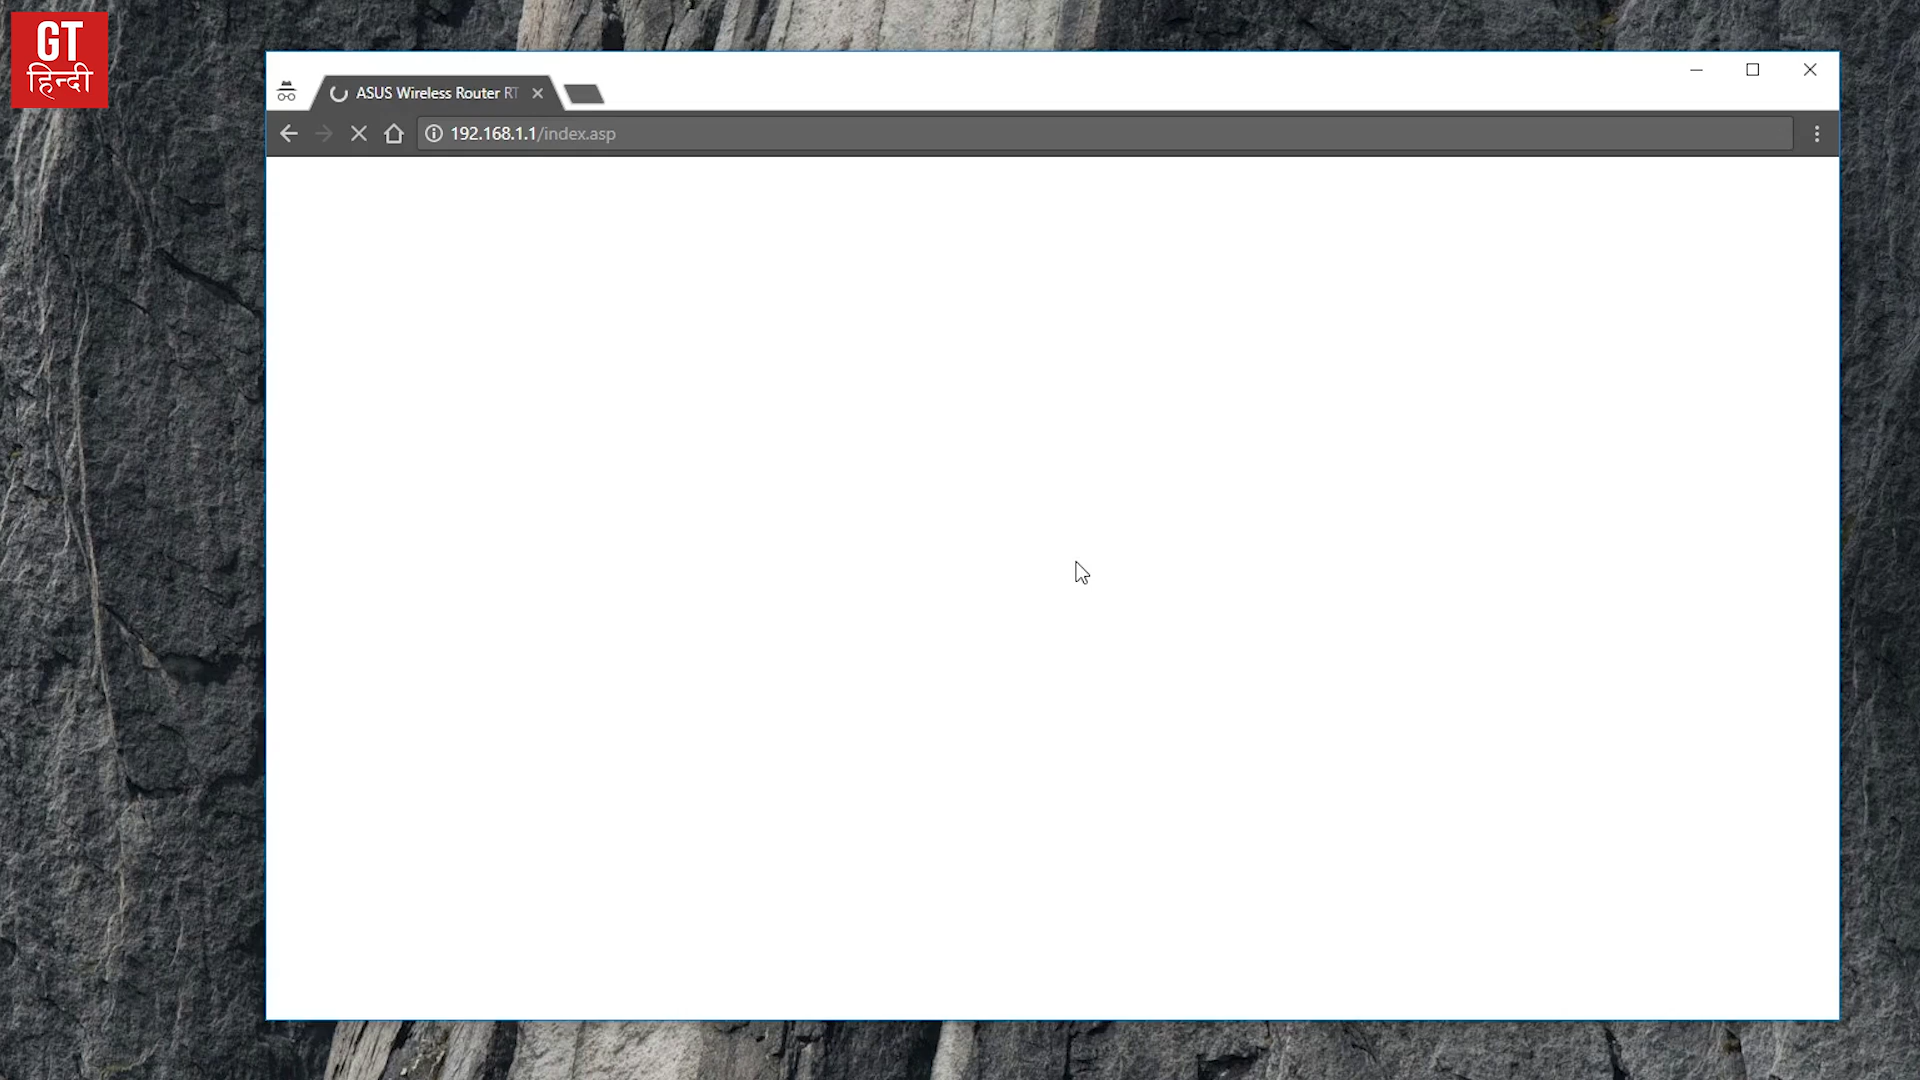 GT
हिन्दी
ASUS Wireless Router RT
192.168.1.1/index.asp